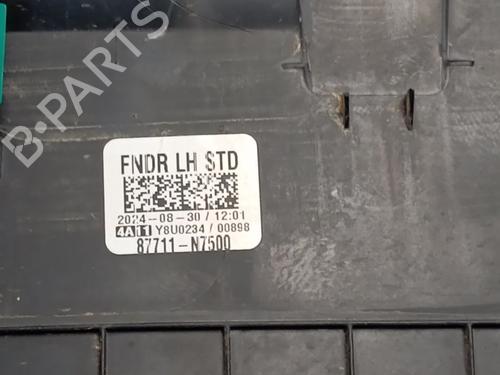 B-PARTS
FNDR LH STD
2024-08-30 / 12:01
4A 11 Y8U0234 / 00898
87711-N7500